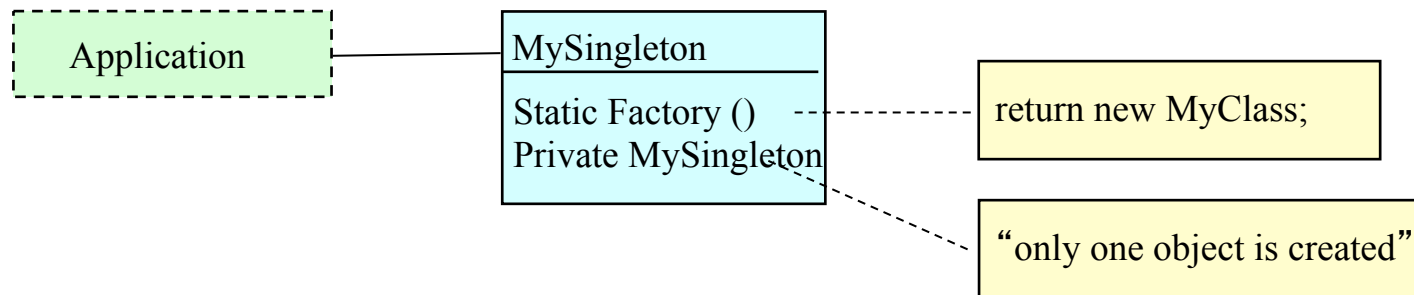 Application
MySingleton
Static Factory ()
Private MySingleton
return new MyClass;
“only one object is created”